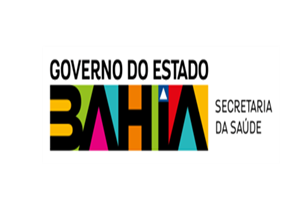 GOVERNO DO ESTADO
BAHIA
SECRETARIA
DA SAÚDE